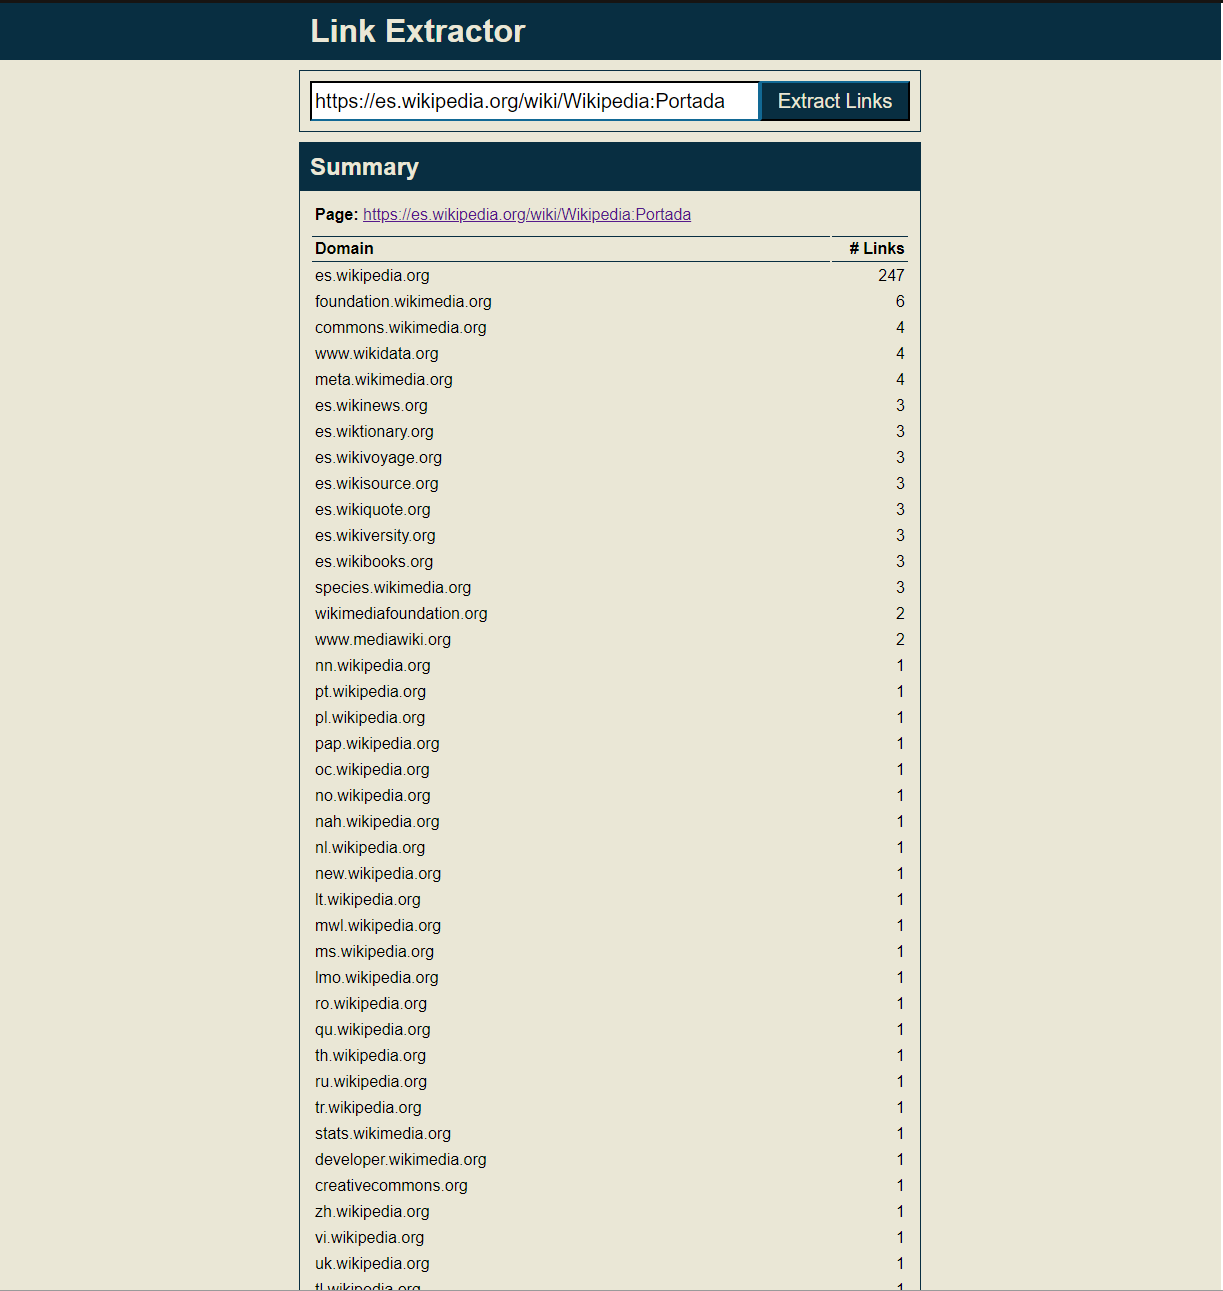 Link Extractor
https://es.wikipedia.org/wiki/Wikipedia:Portada Extract Links
Summary
Page: https://es.wikipedia.org/wiki/Wikipedia:Portada
Domain # Links
es.wikipedia.org 247
foundation.wikimedia.org 6
commons.wikimedia.org 4
www.wikidata.org 4
meta.wikimedia.org 4
es.wikinews.org 3
es.wiktionary.org 3
es.wikivoyage.org 3
es.wikisource.org 3
es.wikiquote.org 3
es.wikiversity.org 3
es.wikibooks.org 3
species.wikimedia.org 3
wikimediafoundation.org 2
www.mediawiki.org 2
nn.wikipedia.org 1
pt.wikipedia.org 1
pl.wikipedia.org 1
pap.wikipedia.org 1
oc.wikipedia.org 1
no.wikipedia.org 1
nah.wikipedia.org 1
nl.wikipedia.org 1
new.wikipedia.org 1
lt.wikipedia.org 1
mwl.wikipedia.org 1
ms.wikipedia.org 1
lmo.wikipedia.org 1
ro.wikipedia.org 1
qu.wikipedia.org 1
th.wikipedia.org 1
ru.wikipedia.org 1
tr.wikipedia.org 1
stats.wikimedia.org 1
developer.wikimedia.org 1
creativecommons.org 1
zh.wikipedia.org 1
vi.wikipedia.org 1
uk.wikipedia.org 1
tl.wikipedia.org 1